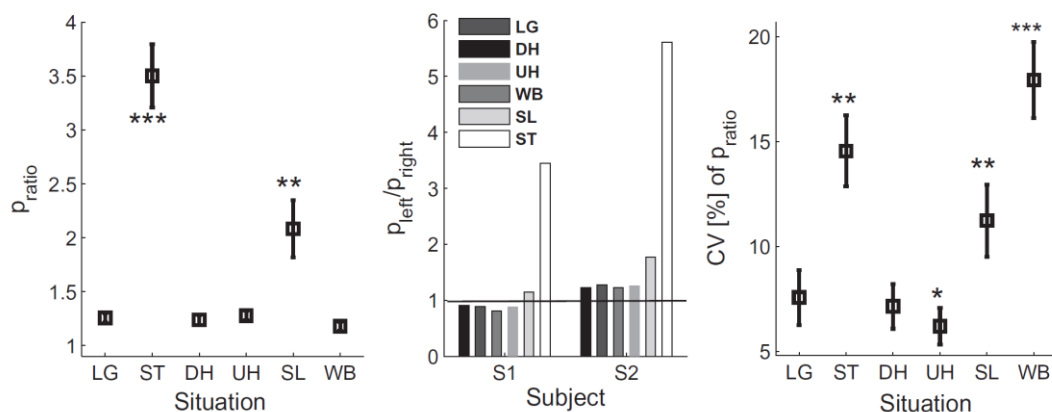 4
3.5
3
2.5
2
1.5
1
p_ratio
***
**
LG ST DH UH SL WB
Situation
6
5
4
3
2
1
0
p_left/p_right
LG
DH
UH
WB
SL
ST
S1 S2
Subject
20
15
10
5
CV [%] of p_ratio
**
*
**
***
LG ST DH UH SL WB
Situation